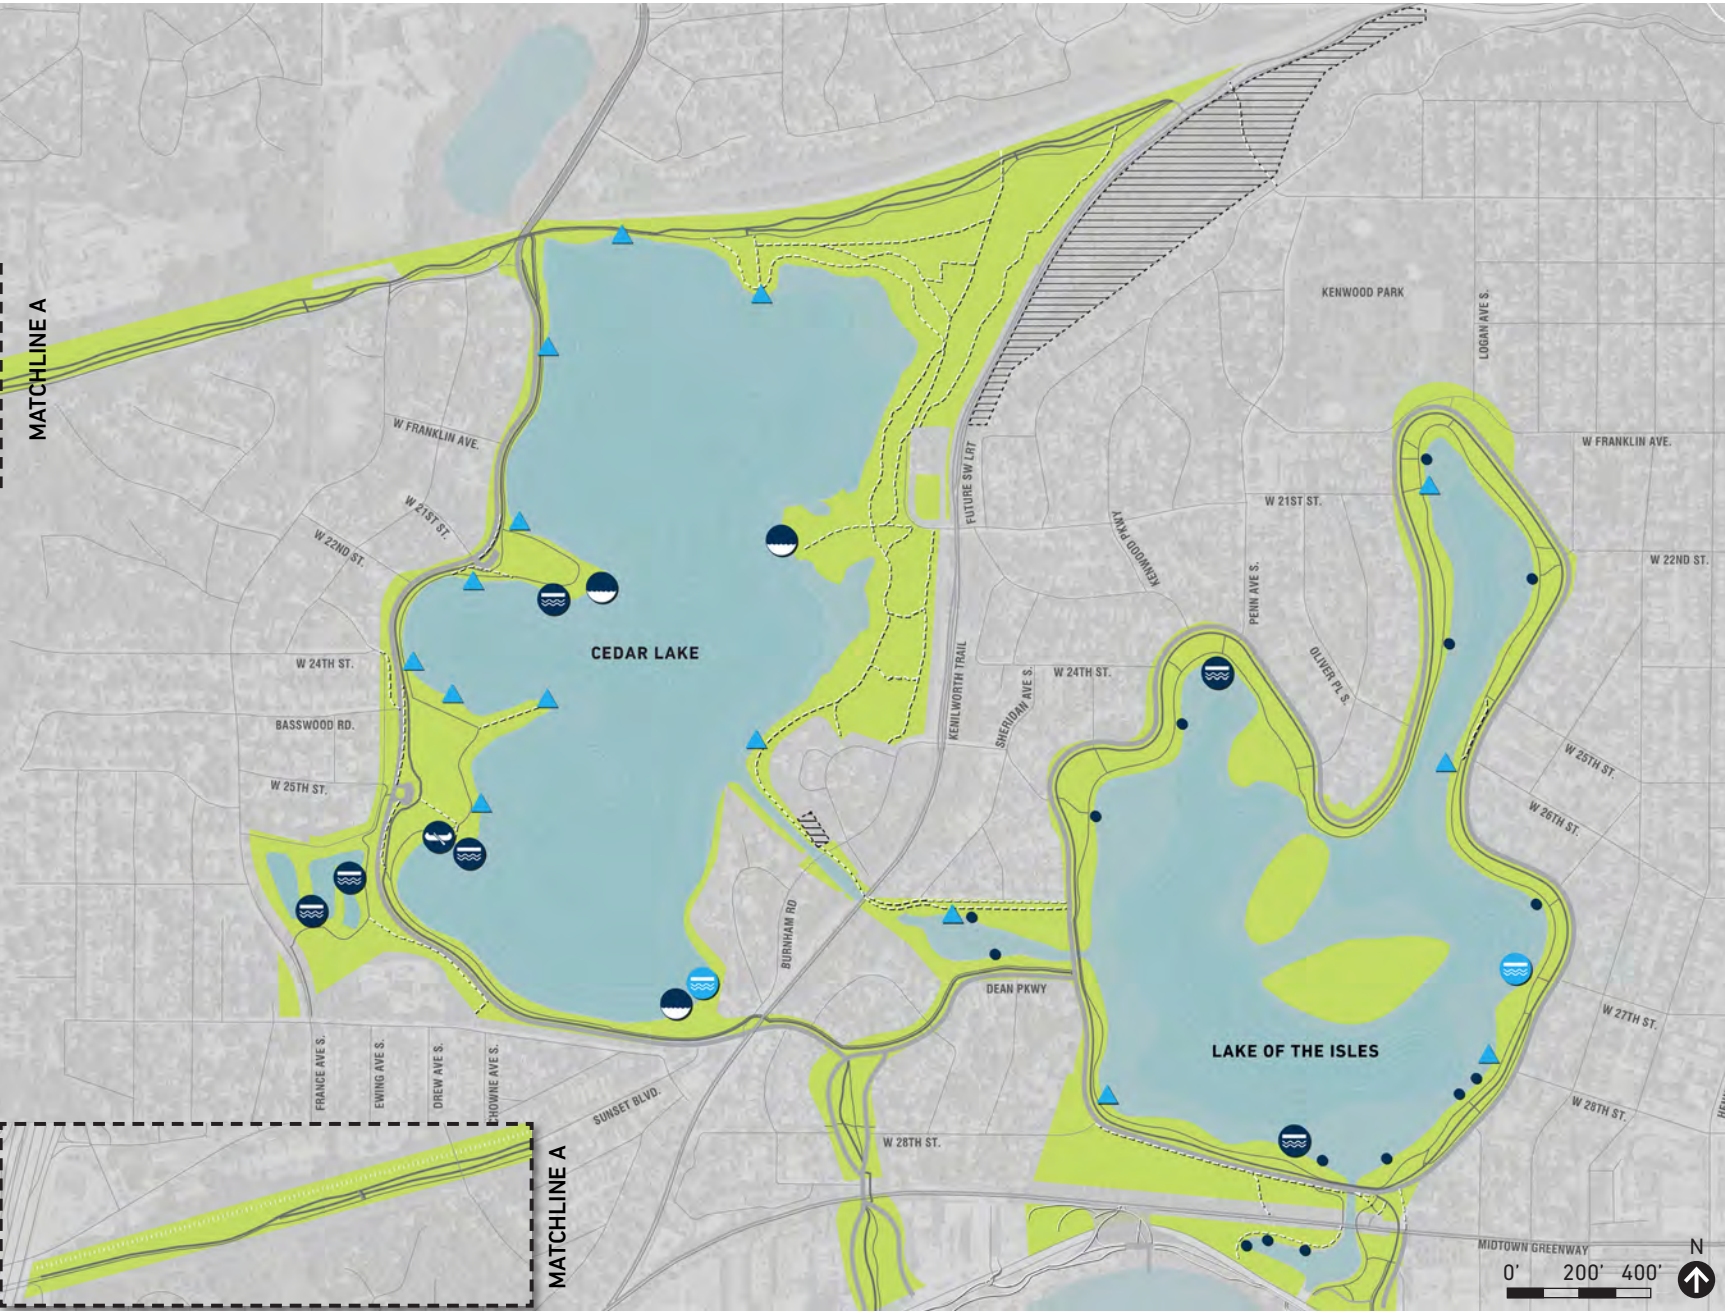 MATCHLINE A
KENWOOD PARK
LOGAN AVE S.
W FRANKLIN AVE.
W FRANKLIN AVE.
FUTURE SW LRT
W 21ST ST.
W 21ST ST.
W 22ND ST.
KENWOOD PKWY
PENN AVE S.
W 22ND ST.
CEDAR LAKE
W 24TH ST.
KENILWORTH TRAIL
SHERIDAN AVE S.
W 24TH ST.
OLIVER PL S.
BASSWOOD RD.
W 25TH ST.
W 25TH ST.
W 26TH ST.
BURNHAM RD
DEAN PKWY
W 27TH ST.
LAKE OF THE ISLES
FRANCE AVE S.
EWING AVE S.
DREW AVE S.
CHOWNE AVE S.
SUNSET BLVD.
W 28TH ST.
W 28TH ST.
MATCHLINE A
MIDTOWN GREENWAY
N
0' 200' 400'